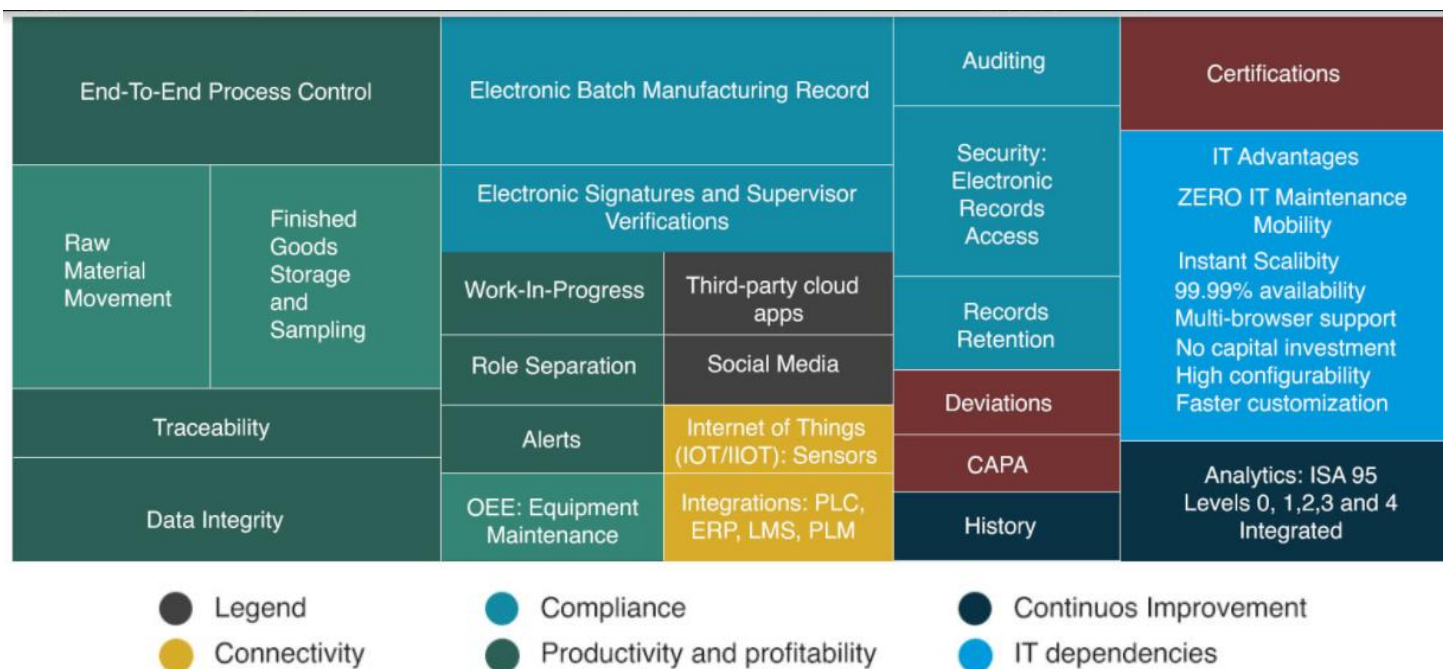 End-To-End Process Control
Raw
Material
Movement
Finished
Goods
Storage
and
Sampling
Traceability
Data Integrity
Electronic Batch Manufacturing Record
Electronic Signatures and Supervisor
Verifications
Work-In-Progress
Third-party cloud
apps
Role Separation
Social Media
Alerts
Internet of Things
(IOT/IIOT): Sensors
OEE: Equipment
Maintenance
Integrations: PLC,
ERP, LMS, PLM
Auditing
Security:
Electronic
Records
Access
Records
Retention
Deviations
CAPA
History
Certifications
IT Advantages
ZERO IT Maintenance
Mobility
Instant Scalibity
99.99% availability
Multi-browser support
No capital investment
High configurability
Faster customization
Analytics: ISA 95
Levels 0, 1,2,3 and 4
Integrated
Legend
Compliance
Continuos Improvement
Connectivity
Productivity and profitability
IT dependencies